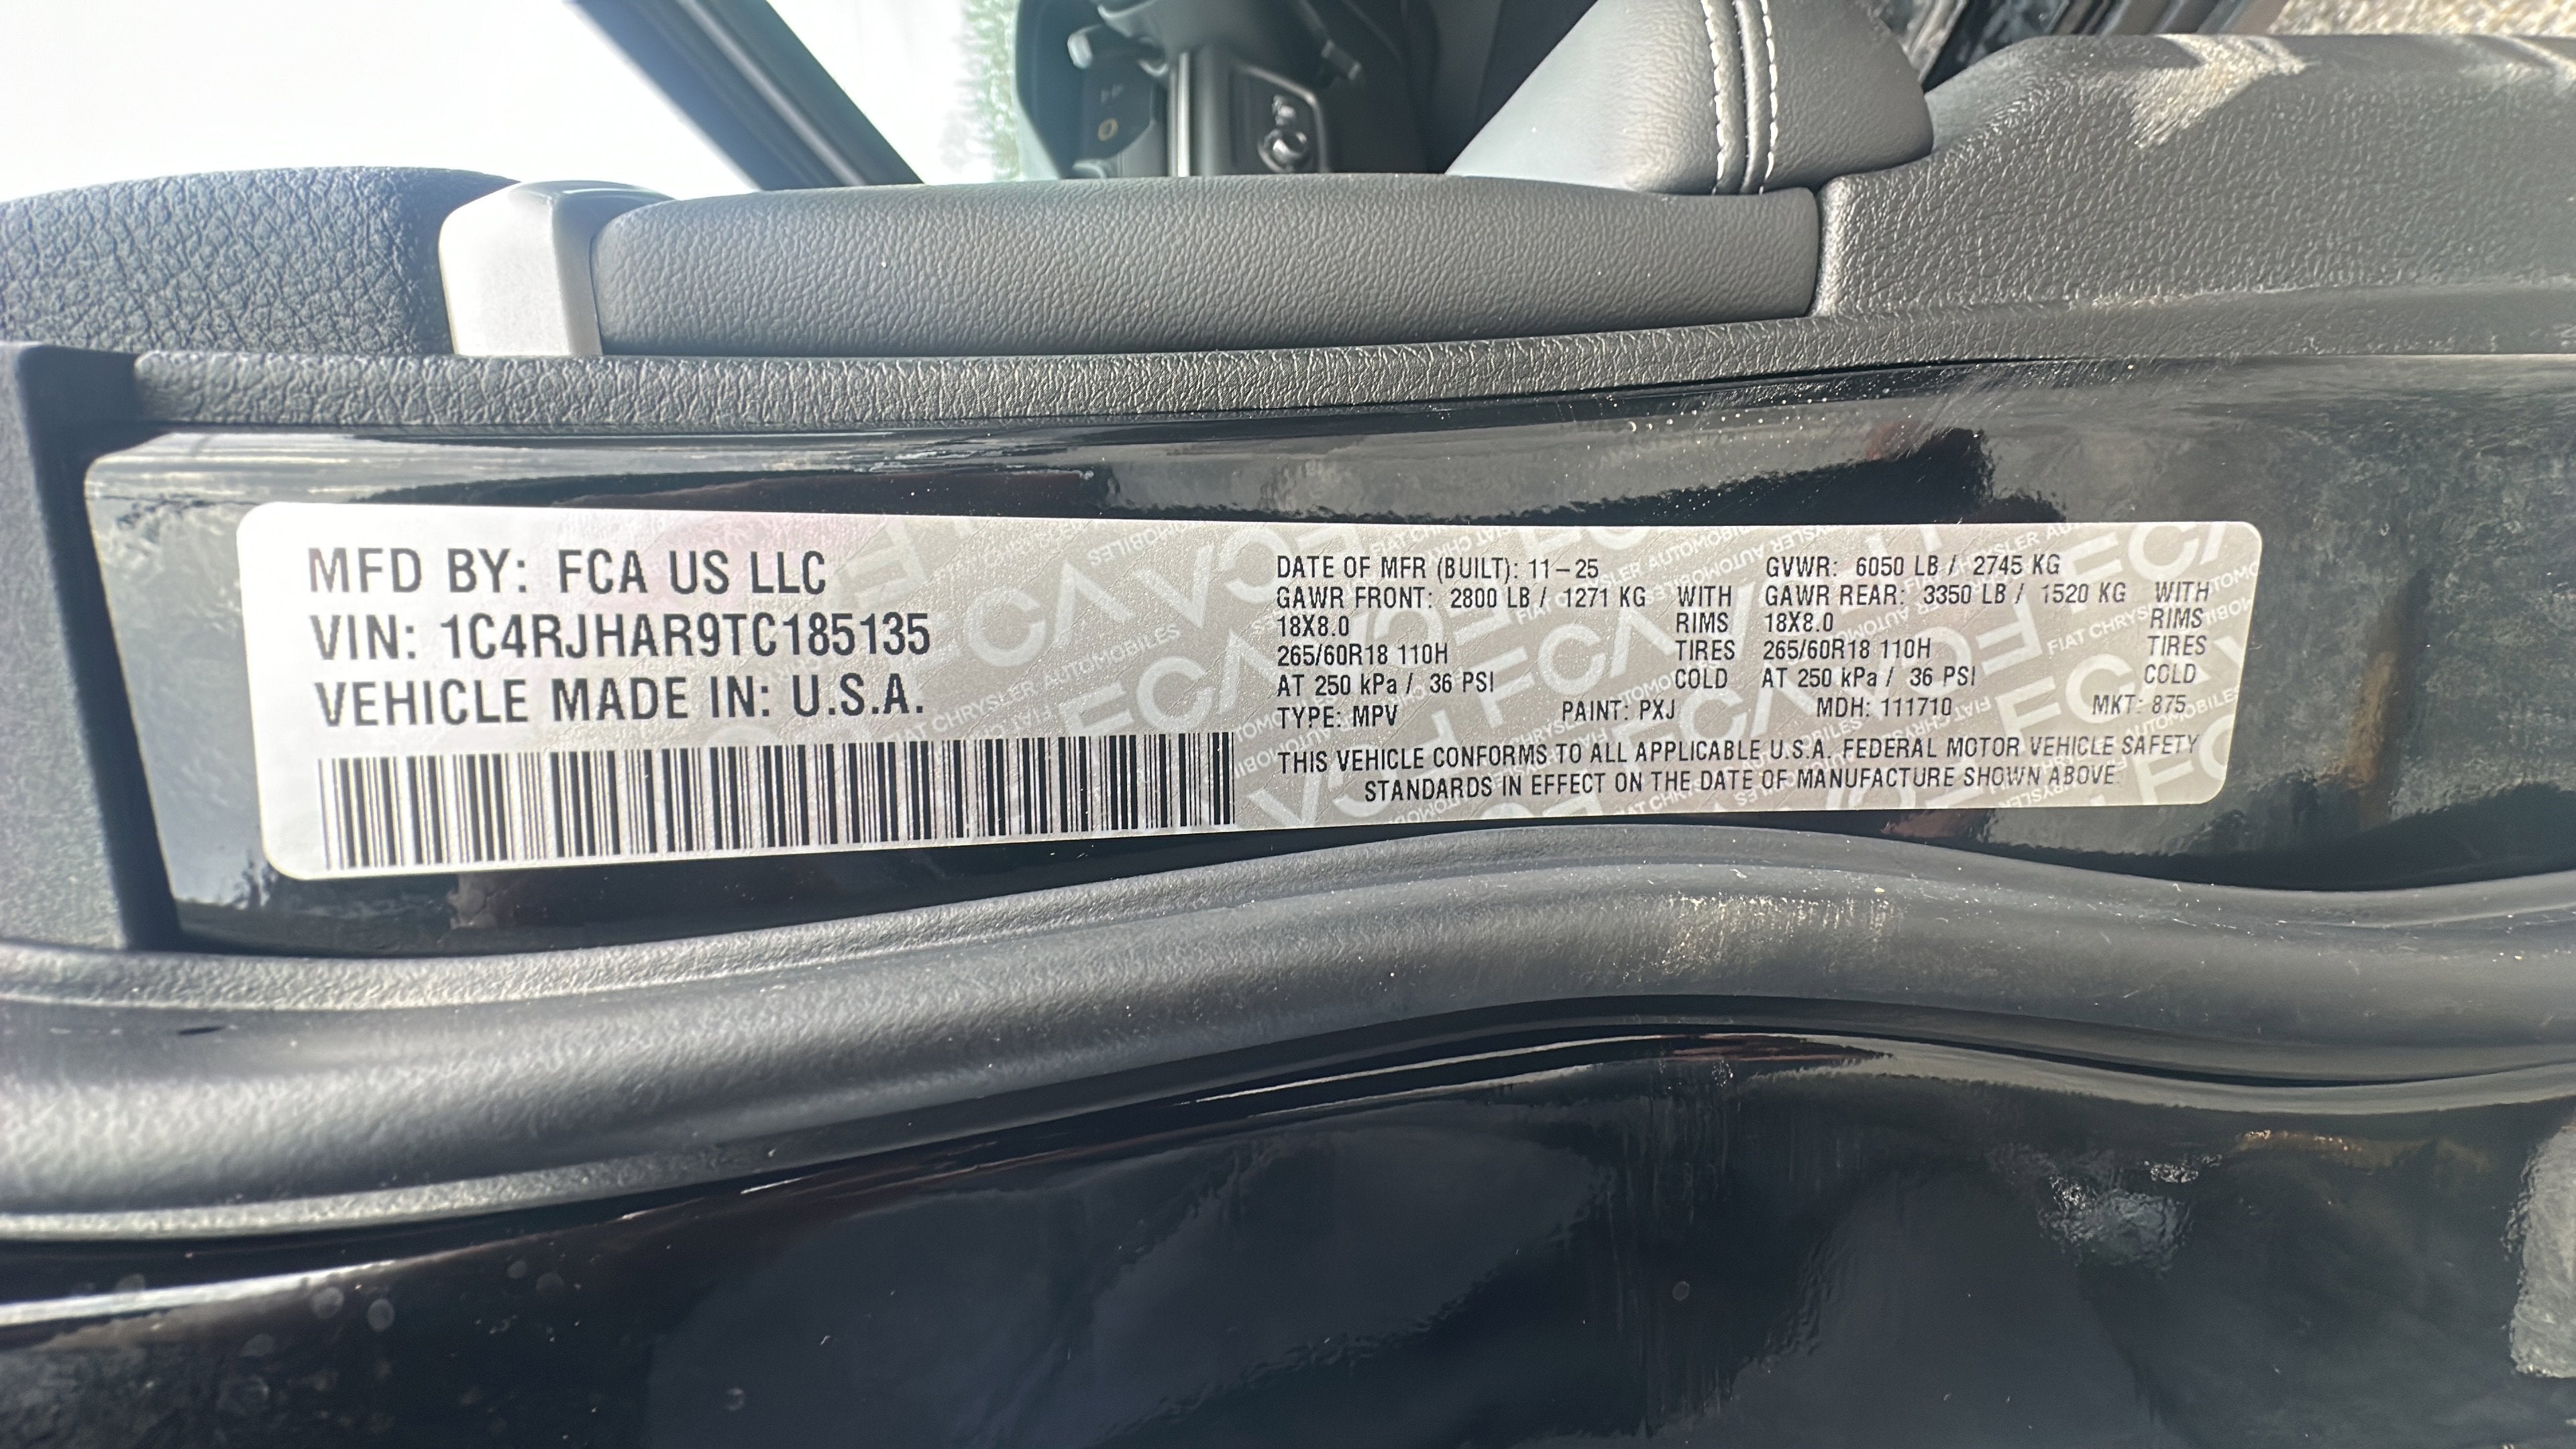 MFD BY: FCA US LLC
VIN: 1C4RJHAR9TC185135
VEHICLE MADE IN: U.S.A.
DATE OF MFR (BUILT): 11-25 GVWR: 6050 LB / 2745 KG
GAWR FRONT: 2800 LB / 1271 KG WITH GAWR REAR: 3350 LB / 1520 KG WITH
18X8.0 RIMS 18X8.0 RIMS
265/60R18 110H TIRES 265/60R18 110H TIRES
AT 250 kPa / 36 PSI COLD AT 250 kPa / 36 PSI COLD
TYPE: MPV PAINT: PXJ MDH: 111710 MKT: 875
THIS VEHICLE CONFORMS TO ALL APPLICABLE U.S.A. FEDERAL MOTOR VEHICLE SAFETY
STANDARDS IN EFFECT ON THE DATE OF MANUFACTURE SHOWN ABOVE.